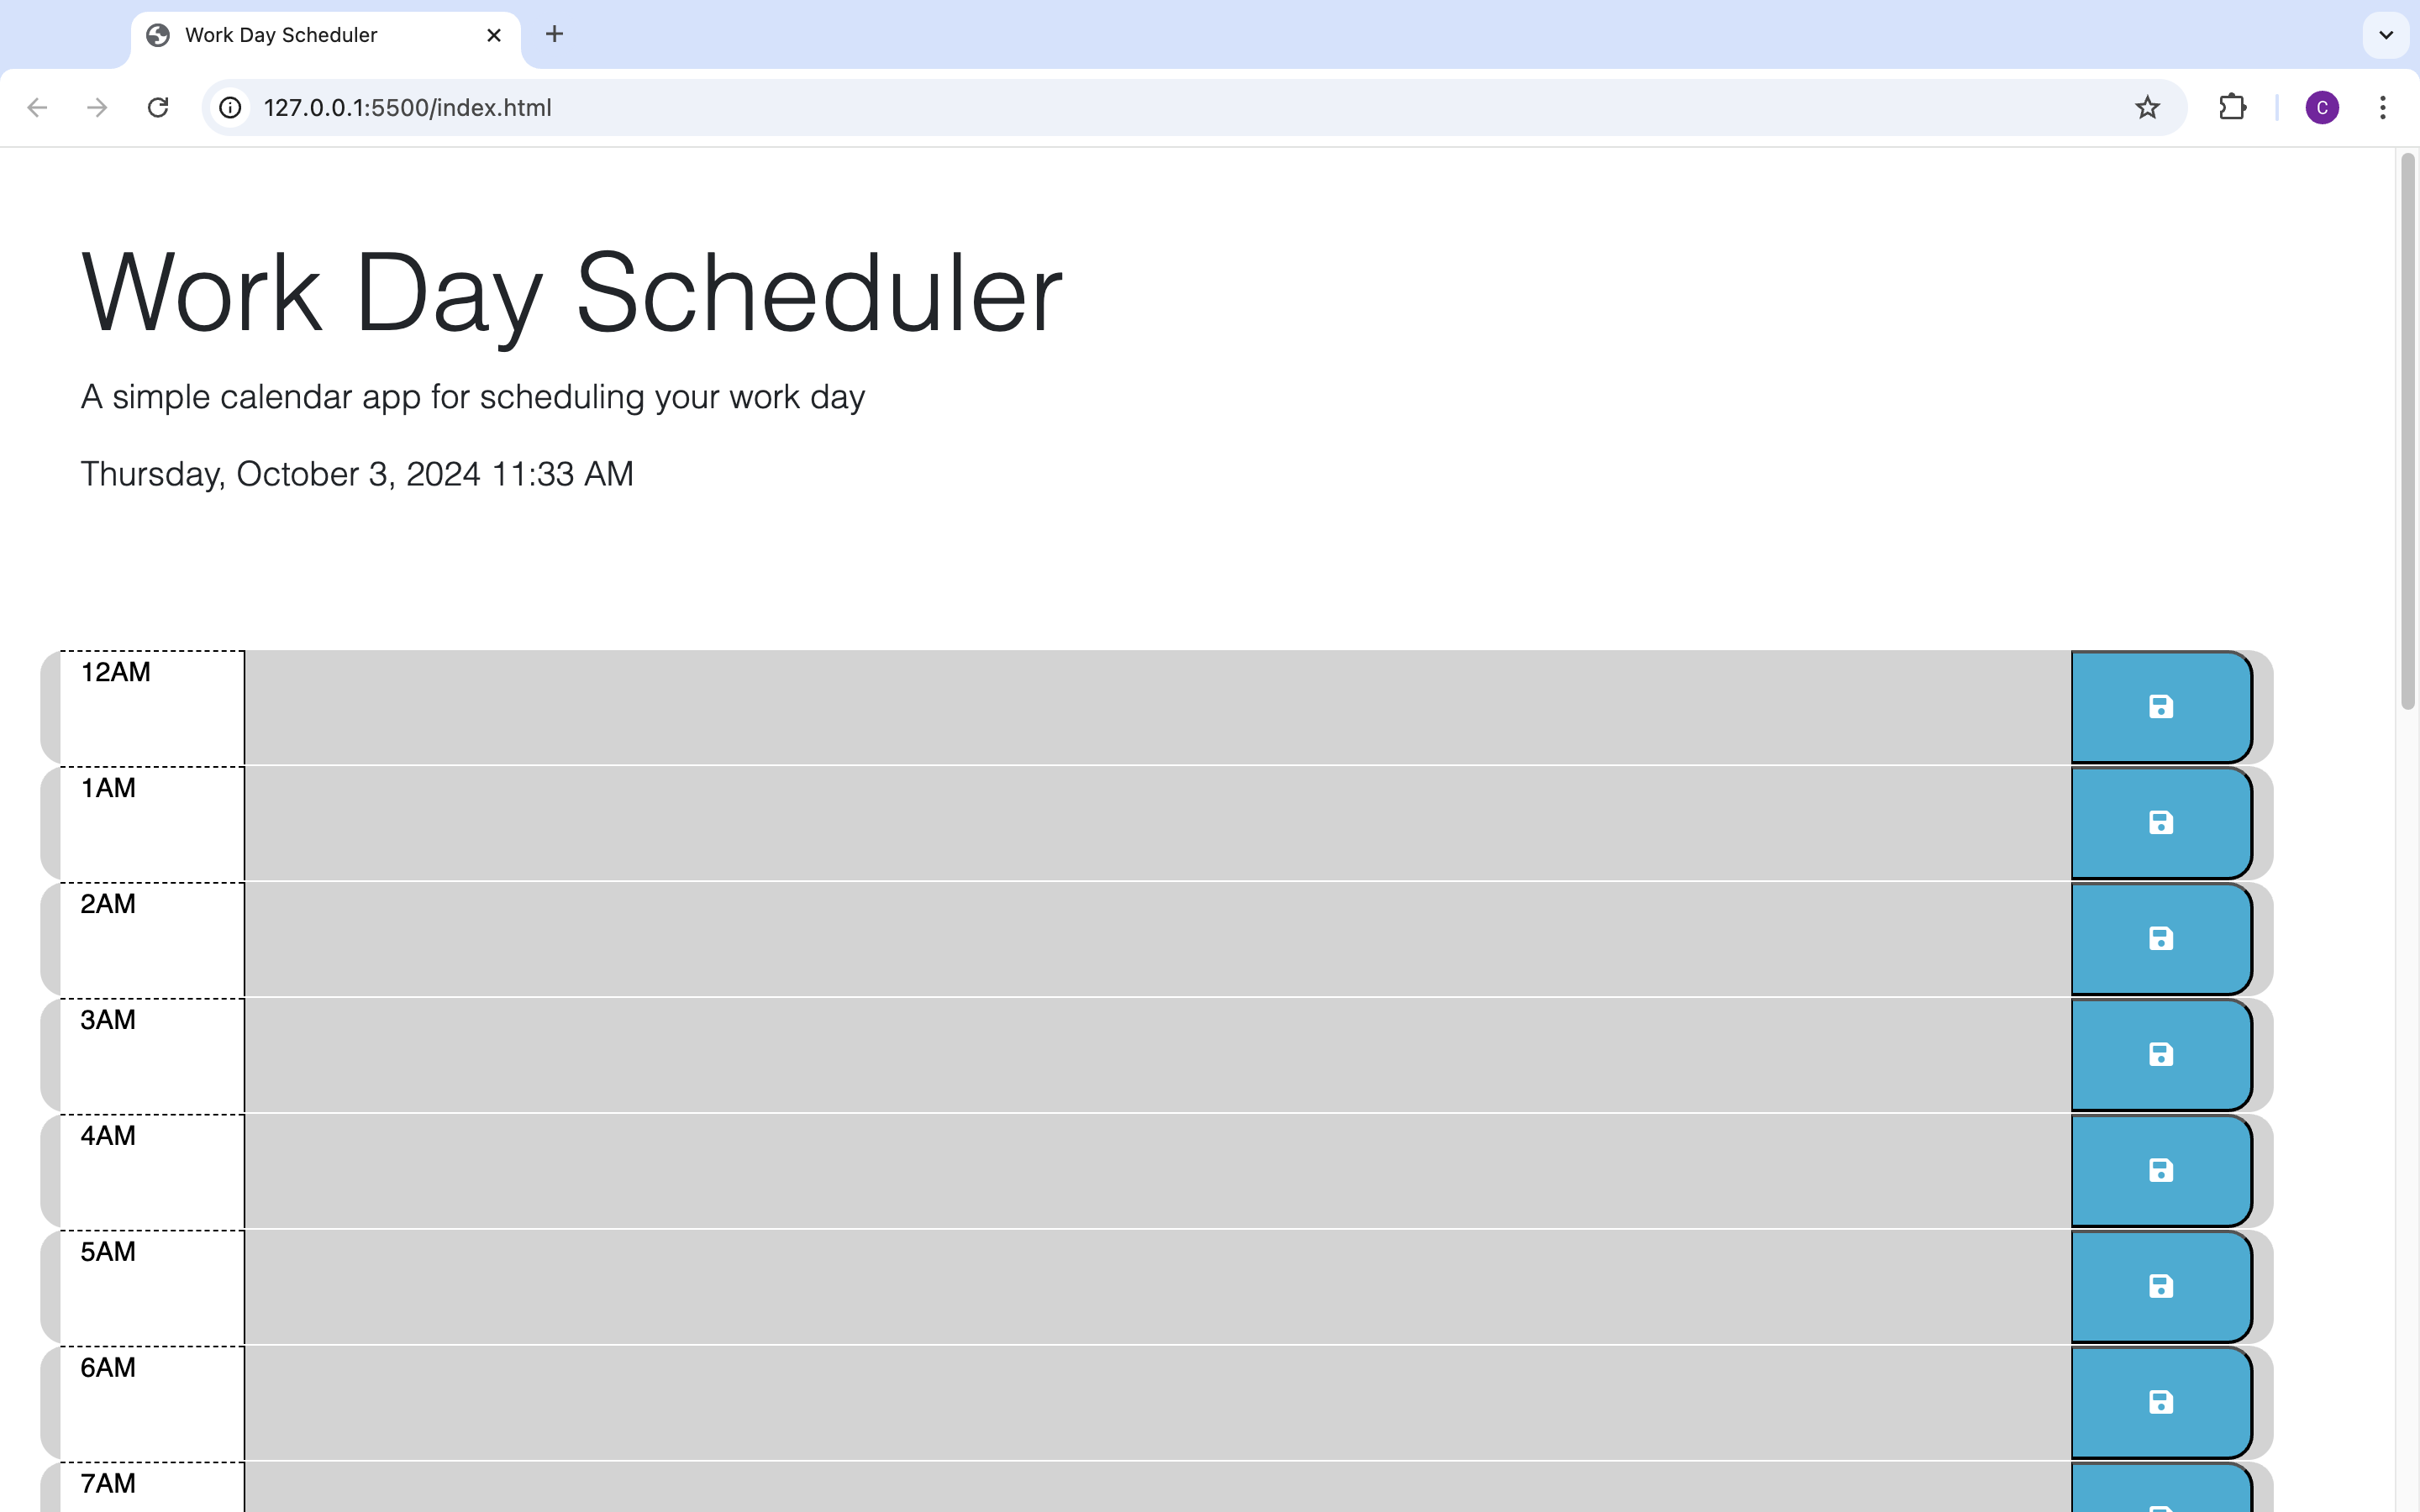 Work Day Scheduler
127.0.0.1:5500/index.html
C
Work Day Scheduler
A simple calendar app for scheduling your work day
Thursday, October 3, 2024 11:33 AM
12AM
1AM
2AM
3AM
4AM
5AM
6AM
7AM